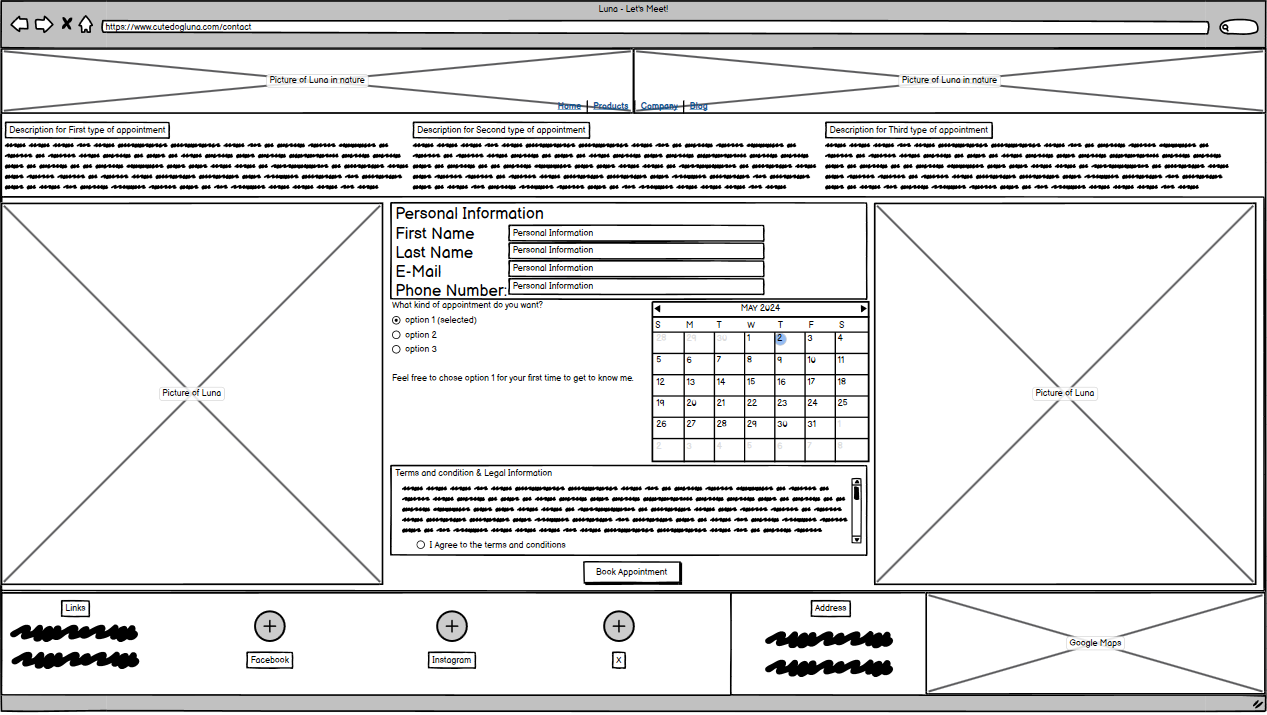 Luna - Let's Meet!
https://www.cutedogluna.com/contact
Picture of Luna in nature
Picture of Luna in nature
Home | Products | Company | Blog
Description for First type of appointment
Description for Second type of appointment
Description for Third type of appointment
Personal Information
First Name Personal Information
Last Name Personal Information
E-Mail Personal Information
Phone Number: Personal Information
What kind of appointment do you want?
option 1 (selected)
option 2
option 3
Feel free to chose option 1 for your first time to get to know me.
MAY 2024
S M T W T F S
28 29 30 1 2 3 4
5 6 7 8 9 10 11
12 13 14 15 16 17 18
19 20 21 22 23 24 25
26 27 28 29 30 31 1
2 3 4 5 6 7 8
Picture of Luna
Picture of Luna
Terms and condition & Legal Information
I Agree to the terms and conditions
Book Appointment
Links
Facebook
Instagram
X
Address
Google Maps